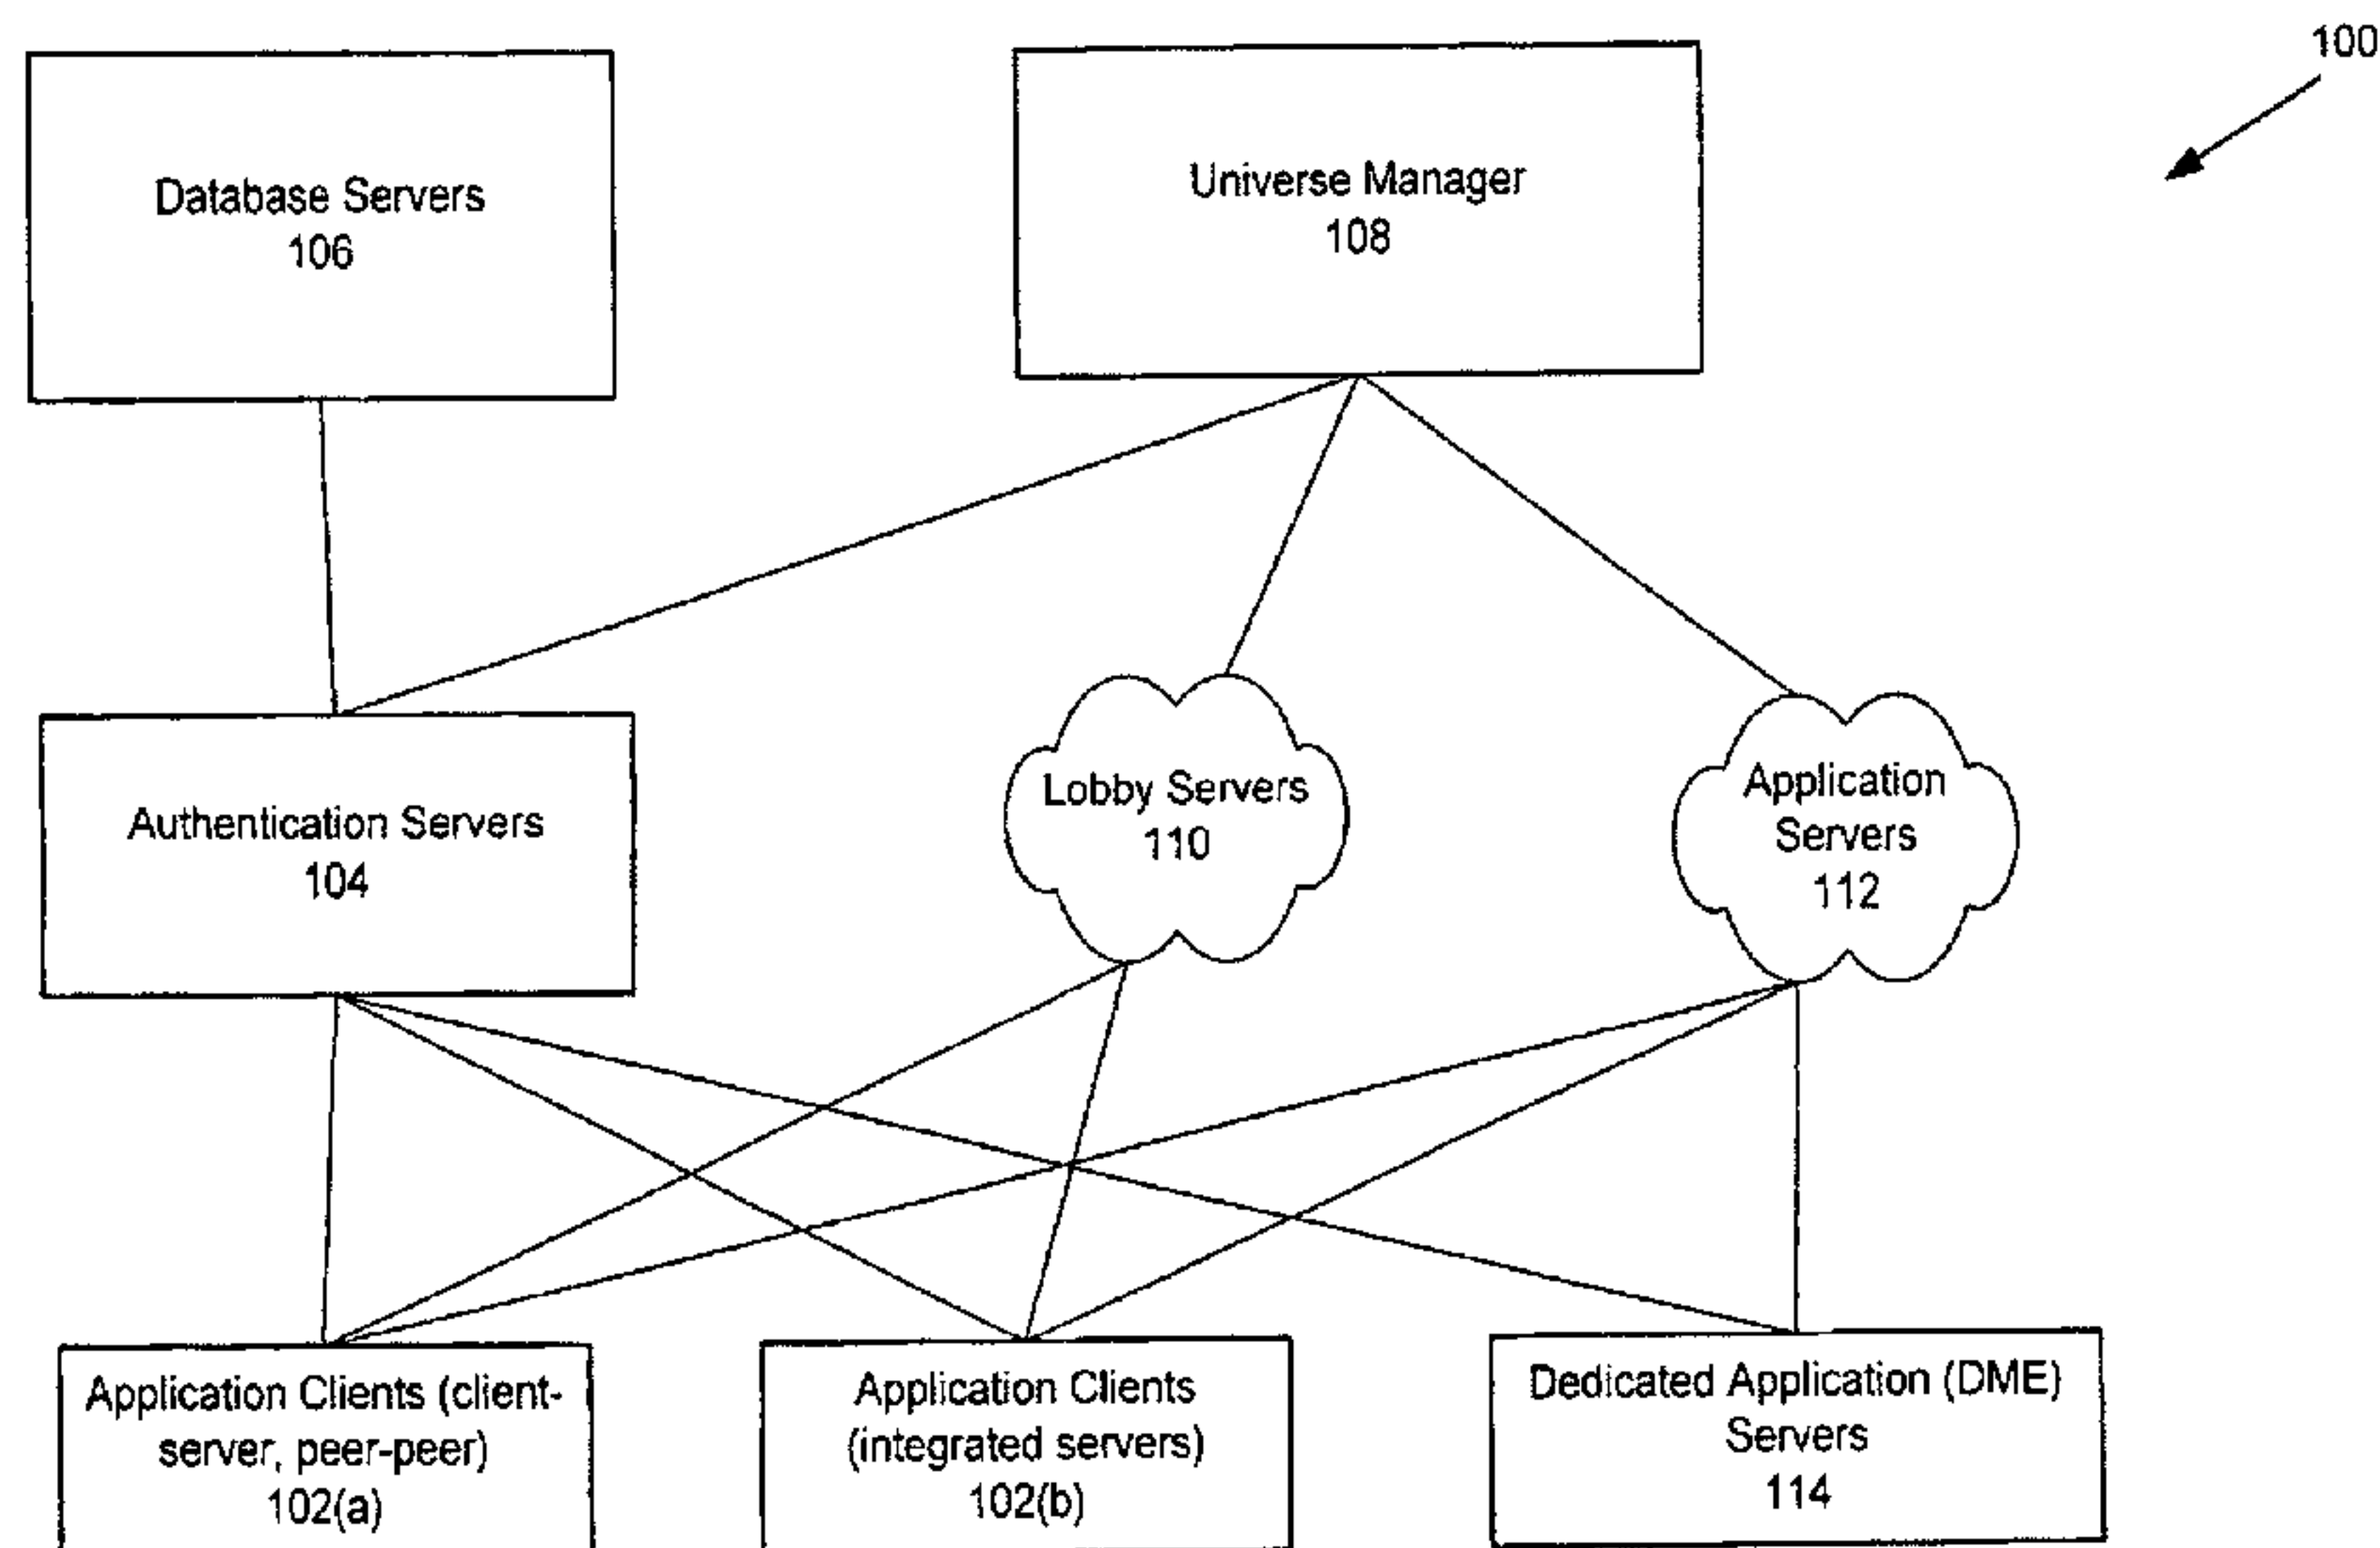 100
Database Servers
106
Universe Manager
108
Authentication Servers
104
Lobby Servers
110
Application
Servers
112
Application Clients (client-
server, peer-peer)
102(a)
Application Clients
(integrated servers)
102(b)
Dedicated Application (DME)
Servers
114